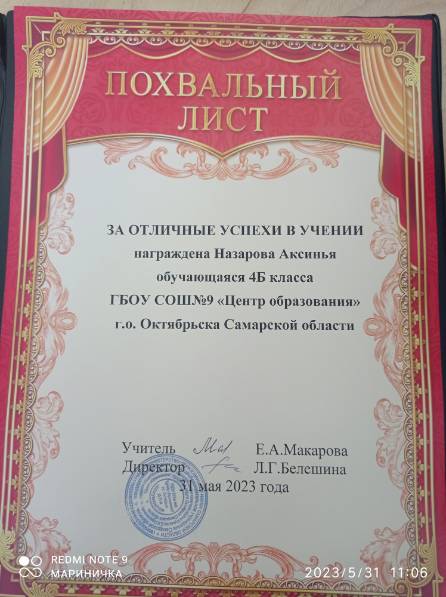 ПОХВАЛЬНЫЙ
ЛИСТ
ЗА ОТЛИЧНЫЕ УСПЕХИ В УЧЕНИИ
награждена Назарова Аксинья
обучающаяся 4Б класса
ГБОУ СОШ№9 «Центр образования»
г.о. Октябрьска Самарской области
Учитель Е.А.Макарова
Директор Л.Г.Белешина
31 мая 2023 года
REDMI NOTE 9
МАРИНИЧКА
2023/5/31 11:06